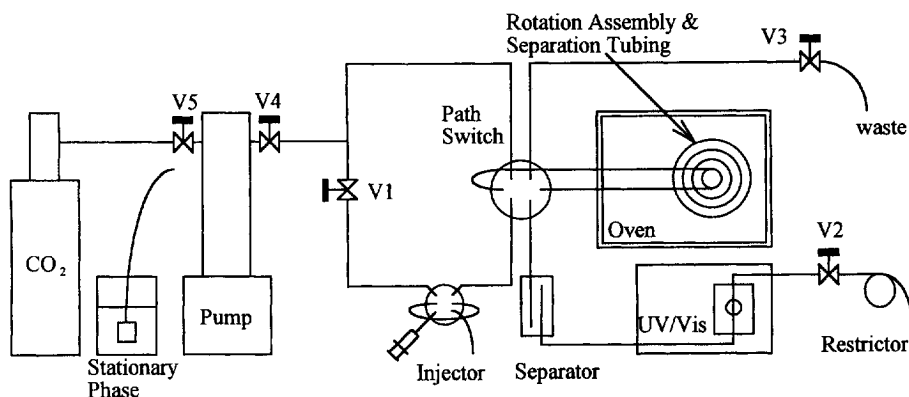 Rotation Assembly &
Separation Tubing
V3
V5
V4
Path
Switch
waste
V1
Oven
V2
CO₂
Pump
UV/Vis
Stationary
Phase
Injector
Separator
Restrictor